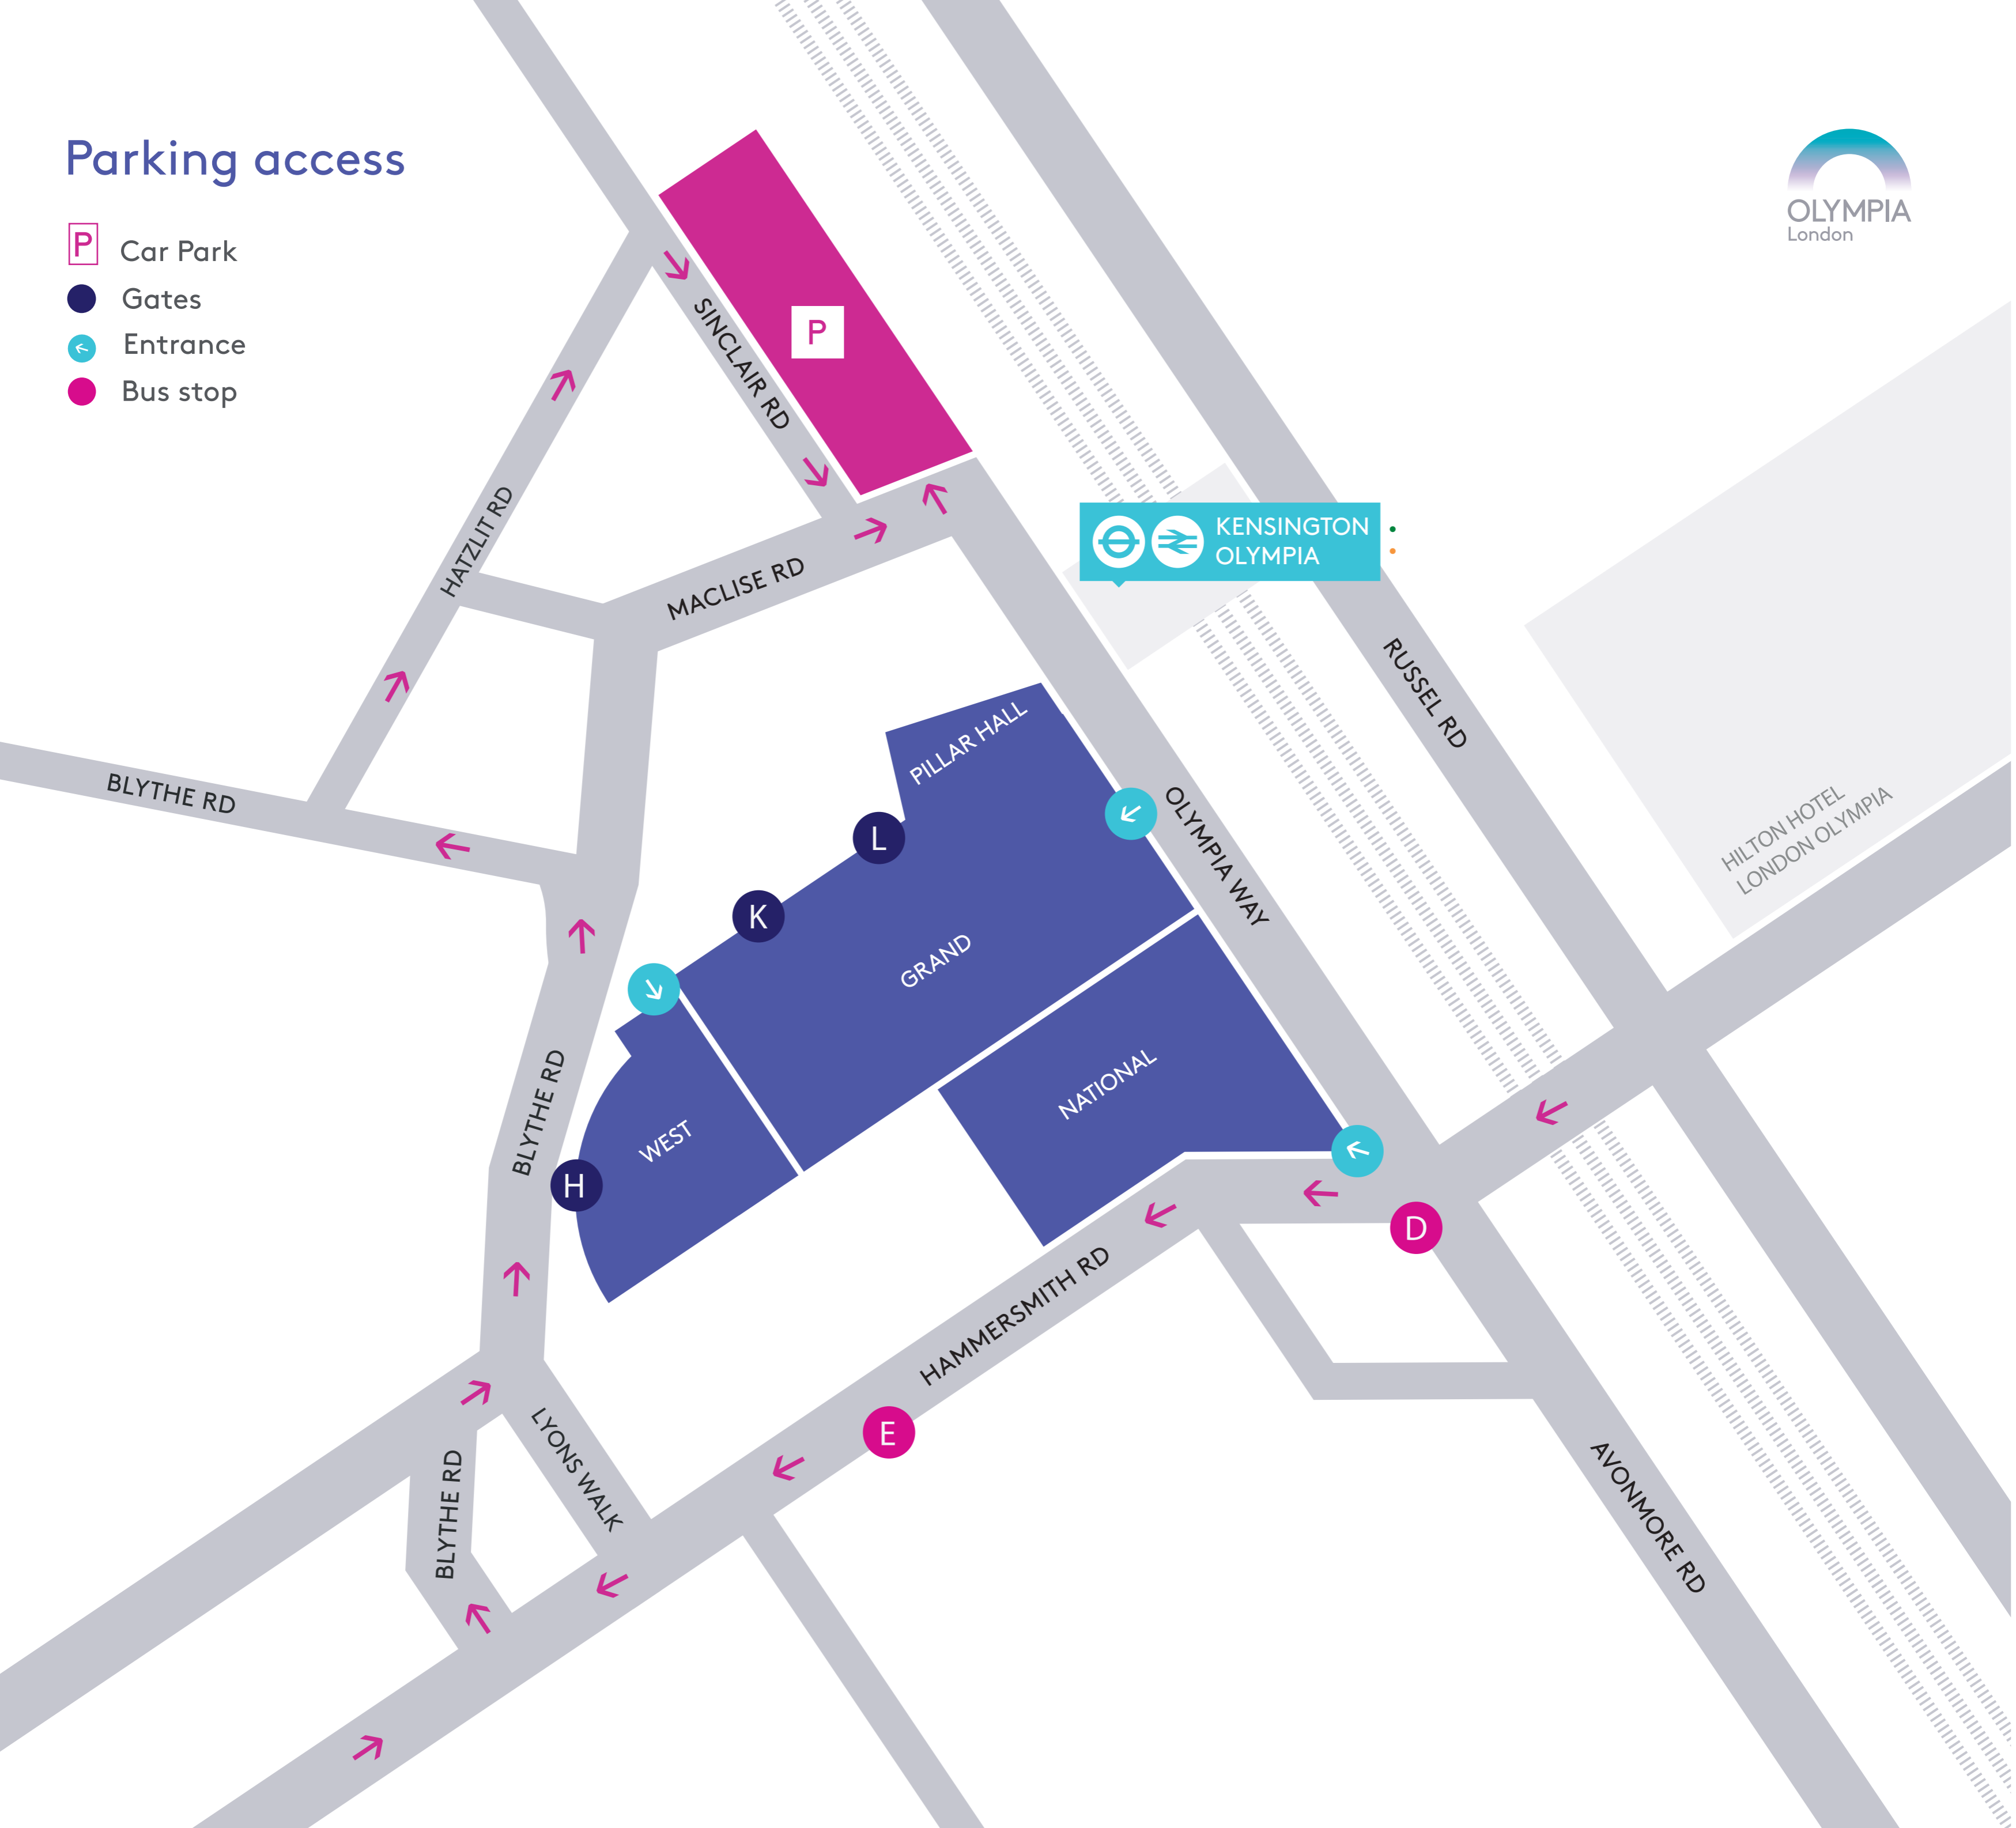 Parking access
P Car Park
Gates
Entrance
Bus stop
OLYMPIA
London
P
SINCLAIR RD
HATZLIT RD
MACLISE RD
KENSINGTON
OLYMPIA
RUSSEL RD
BLYTHE RD
PILLAR HALL
OLYMPIA WAY
HILTON HOTEL
LONDON OLYMPIA
L
K
GRAND
NATIONAL
BLYTHE RD
WEST
H
D
HAMMERSMITH RD
E
LYONS WALK
BLYTHE RD
AVONMORE RD